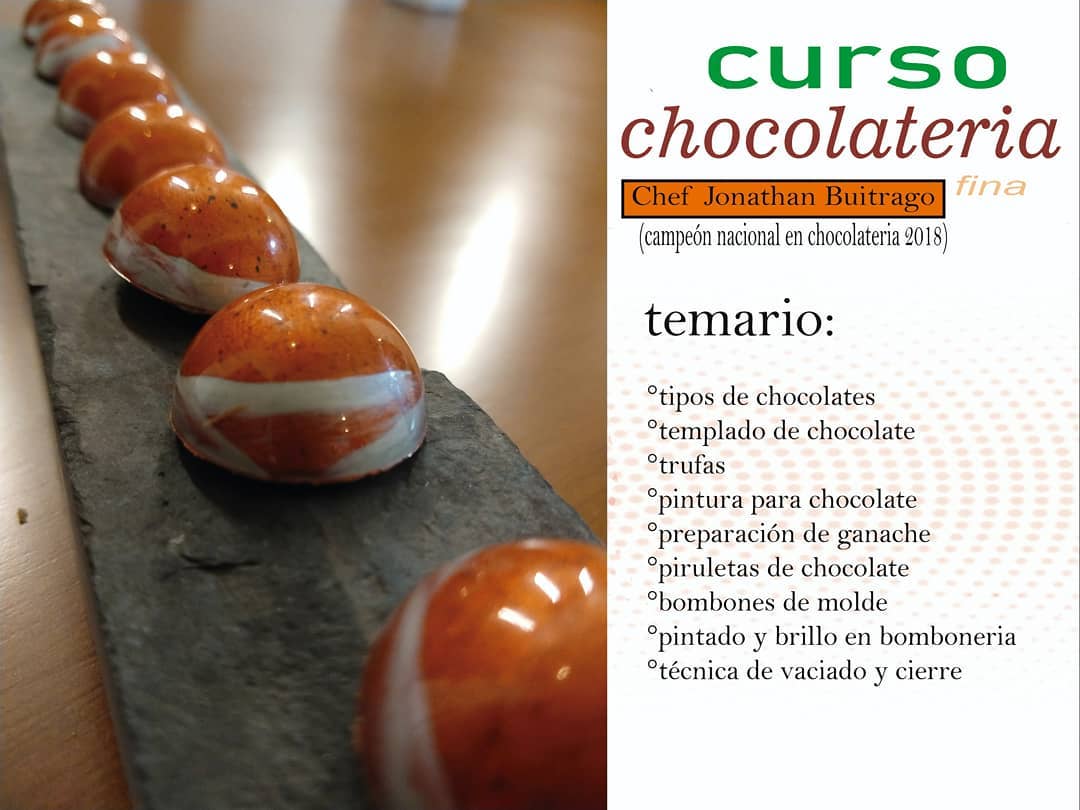 curso
chocolateria
fina
Chef Jonathan Buitrago
(campeón nacional en chocolateria 2018)
temario:
°tipos de chocolates
°templado de chocolate
°trufas
°pintura para chocolate
°preparación de ganache
°piruletas de chocolate
°bombones de molde
°pintado y brillo en bomboneria
°técnica de vaciado y cierre